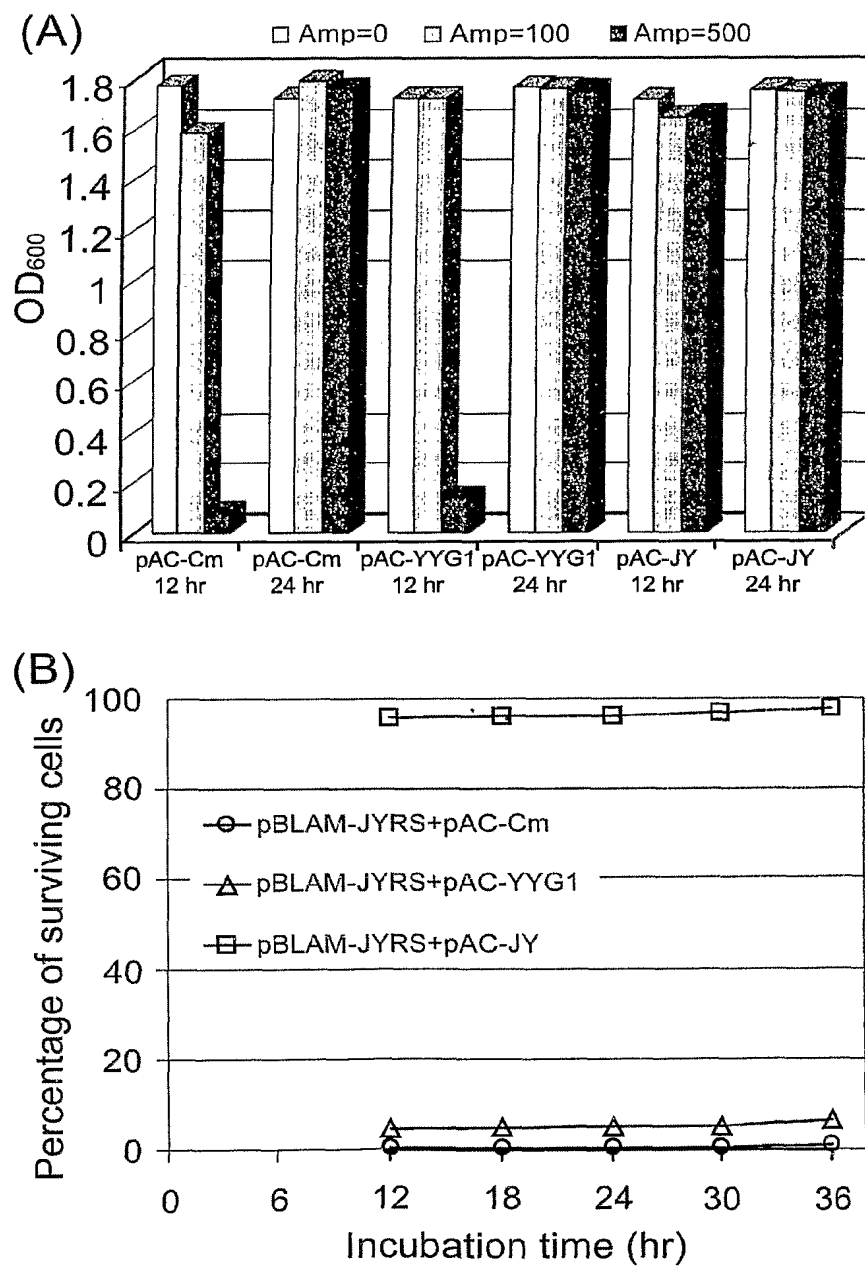 (A)
Amp=0 Amp=100 Amp=500
OD600
1.8
1.6
1.4
1.2
1
0.8
0.6
0.4
0.2
0
pAC-Cm pAC-Cm pAC-YYG1 pAC-YYG1 pAC-JY pAC-JY
12 hr 24 hr 12 hr 24 hr 12 hr 24 hr
(B)
Percentage of surviving cells
100
80
60
40
20
0
pBLAM-JYRS+pAC-Cm
pBLAM-JYRS+pAC-YYG1
pBLAM-JYRS+pAC-JY
0 6 12 18 24 30 36
Incubation time (hr)